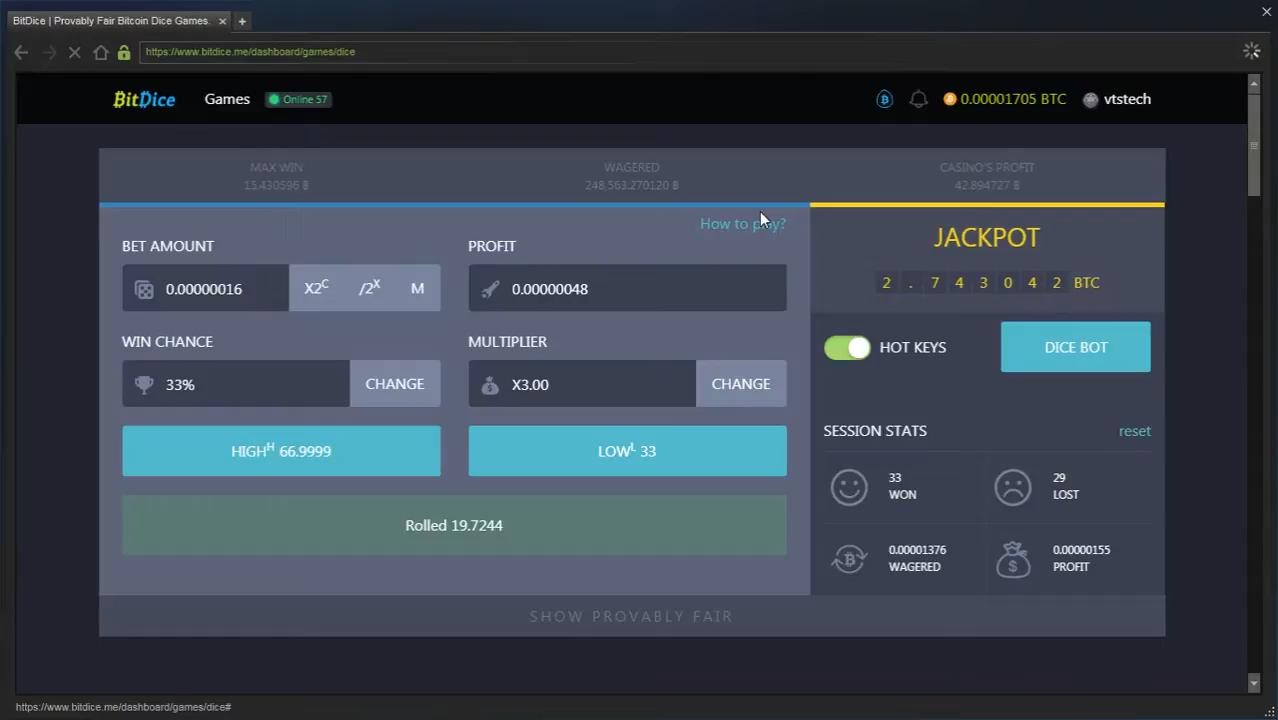 BitDice | Provably Fair Bitcoin Dice Games.
https://www.bitdice.me/dashboard/games/dice
BitDice Games Online 57 0.00001705 BTC vtstech
MAX WIN WAGERED CASINO'S PROFIT
15.430596 ฿ 248,563.270120 ฿ 42.894727 ฿
How to play?
JACKPOT
BET AMOUNT PROFIT
2.743042 BTC
0.00000016 X2C /2X M 0.00000048
WIN CHANCE MULTIPLIER
HOT KEYS DICE BOT
33% CHANGE X3.00 CHANGE
SESSION STATS reset
HIGHH 66.9999 LOWL 33
33 29
WON LOST
Rolled 19.7244
0.00001376 0.00000155
WAGERED PROFIT
SHOW PROVABLY FAIR
https://www.bitdice.me/dashboard/games/dice#